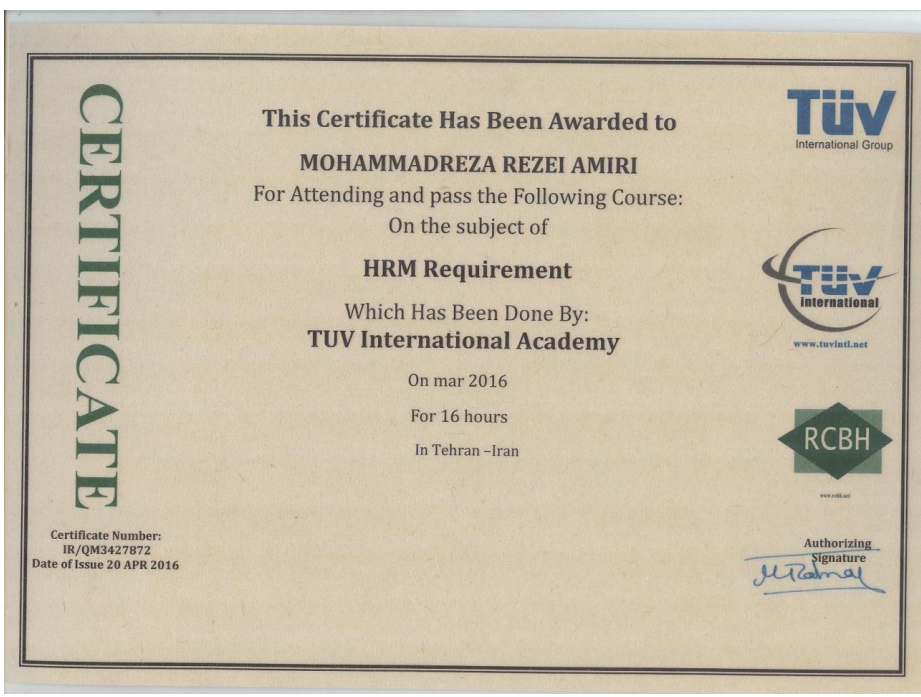 CERTIFICATE
This Certificate Has Been Awarded to
MOHAMMADREZA REZEI AMIRI
For Attending and pass the Following Course:
On the subject of
HRM Requirement
Which Has Been Done By:
TUV International Academy
On mar 2016
For 16 hours
In Tehran –Iran
Certificate Number:
IR/QM3427872
Date of Issue 20 APR 2016
TÜV
International Group
TÜV
international
www.tuvintl.net
RCBH
Authorizing
Signature